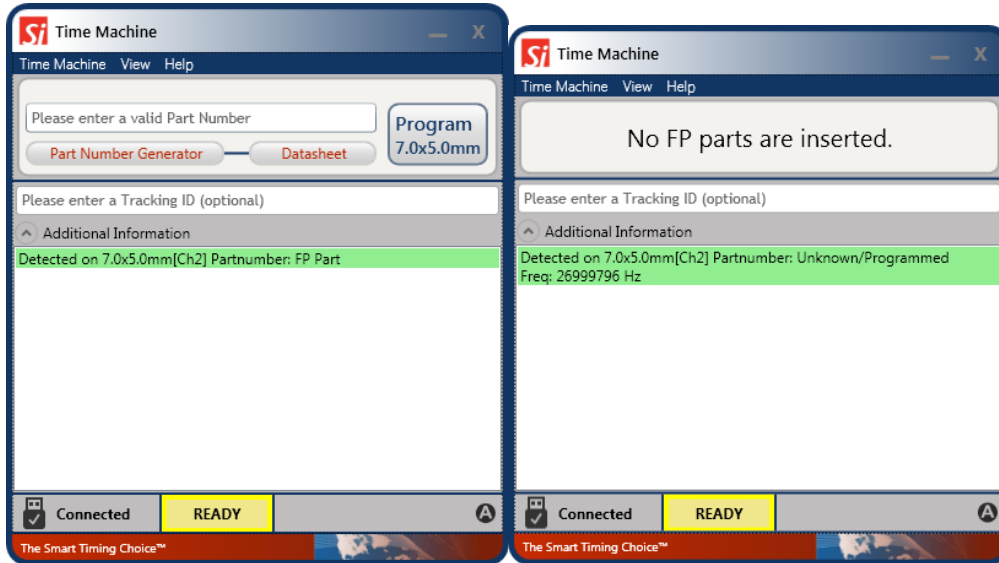 Si Time Machine
Time Machine View Help
Please enter a valid Part Number
Part Number Generator
Datasheet
Program
7.0x5.0mm
Please enter a Tracking ID (optional)
Additional Information
Detected on 7.0x5.0mm[Ch2] Partnumber: FP Part
Connected
READY
A
The Smart Timing Choice™
Si Time Machine
Time Machine View Help
No FP parts are inserted.
Please enter a Tracking ID (optional)
Additional Information
Detected on 7.0x5.0mm[Ch2] Partnumber: Unknown/Programmed
Freq: 26999796 Hz
Connected
READY
A
The Smart Timing Choice™